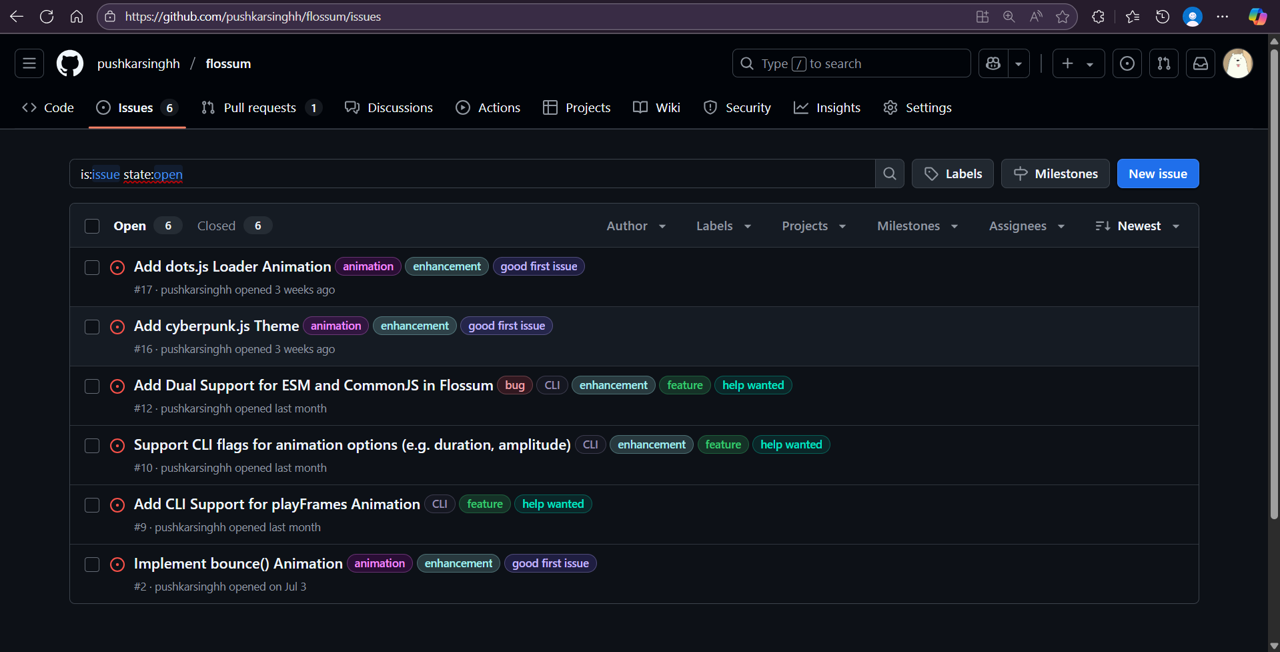 https://github.com/pushkarsinghh/flossum/issues
pushkarsinghh / flossum
Type / to search
Code Issues 6 Pull requests 1 Discussions Actions Projects Wiki Security Insights Settings
is:issue state:open
Labels Milestones New issue
Open 6 Closed 6 Author Labels Projects Milestones Assignees Newest
Add dots.js Loader Animation animation enhancement good first issue
#17 · pushkarsinghh opened 3 weeks ago
Add cyberpunk.js Theme animation enhancement good first issue
#16 · pushkarsinghh opened 3 weeks ago
Add Dual Support for ESM and CommonJS in Flossum bug CLI enhancement feature help wanted
#12 · pushkarsinghh opened last month
Support CLI flags for animation options (e.g. duration, amplitude) CLI enhancement feature help wanted
#10 · pushkarsinghh opened last month
Add CLI Support for playFrames Animation CLI feature help wanted
#9 · pushkarsinghh opened last month
Implement bounce() Animation animation enhancement good first issue
#2 · pushkarsinghh opened on Jul 3